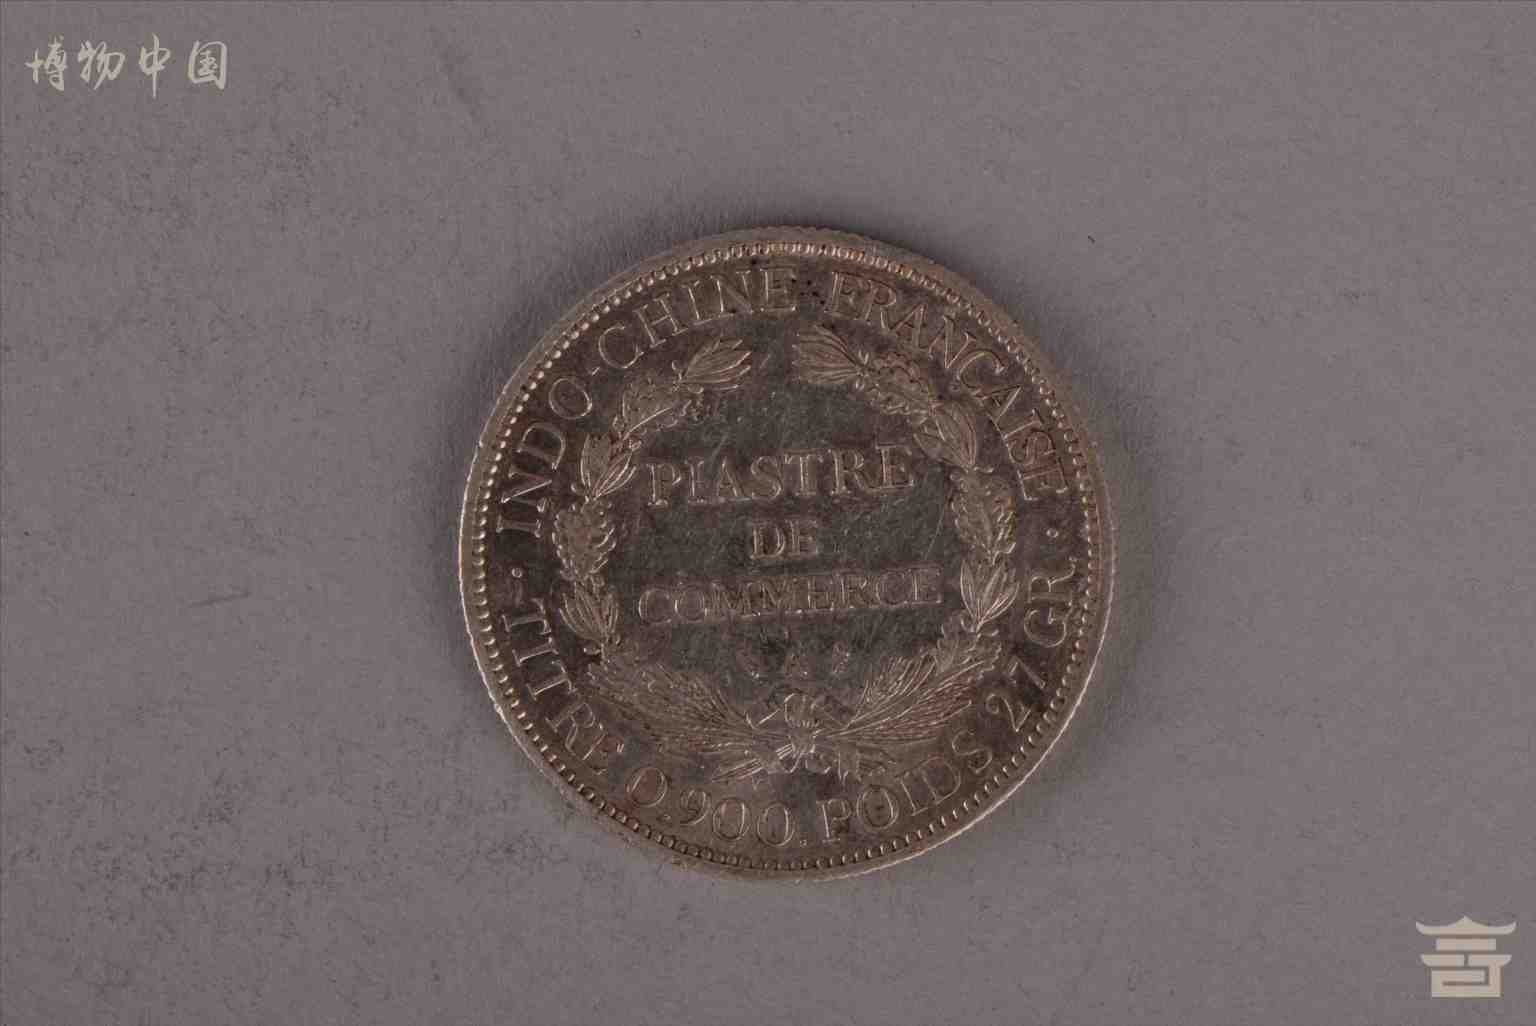 博物中国
INDO-CHINE FRANÇAISE
PIASTRE
DE
COMMERCE
A
TITRE 0.900. POIDS 27 GR.